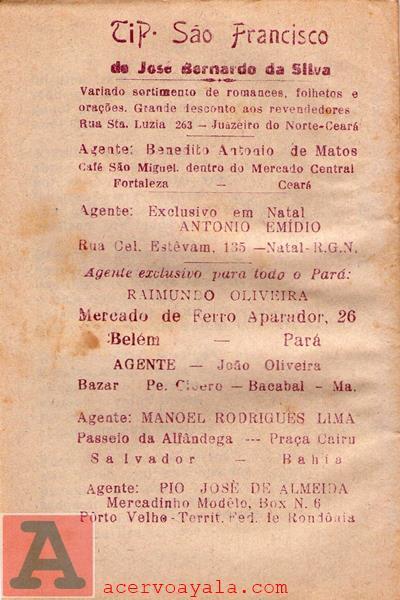 Tip. São Francisco
de José Bernardo da Silva
Variado sortimento de romances, folhetos e
orações. Grande desconto aos revendedores
Rua Sta. Luzia 263 — Juazeiro do Norte-Ceará
Agente: Benedito Antonio de Matos
Café São Miguel, dentro do Mercado Central
Fortaleza — Ceará
Agente: Exclusivo em Natal
ANTONIO EMÍDIO
Rua Cel. Estêvam, 135 —Natal-R.G.N.
Agente exclusivo para todo o Pará:
RAIMUNDO OLIVEIRA
Mercado de Ferro Aparador, 26
Belém — Pará
AGENTE — João Oliveira
Bazar Pe. Cícero — Bacabal - Ma.
Agente: MANOEL RODRIGUES LIMA
Passeio da Alfândega --- Praça Cairu
Salvador — Bahia
Agente: PIO JOSÉ DE ALMEIDA
Mercadinho Modêlo, Box N. 6
Pôrto Velho-Territ. Fed. de Rondônia
A
acervoayala.com